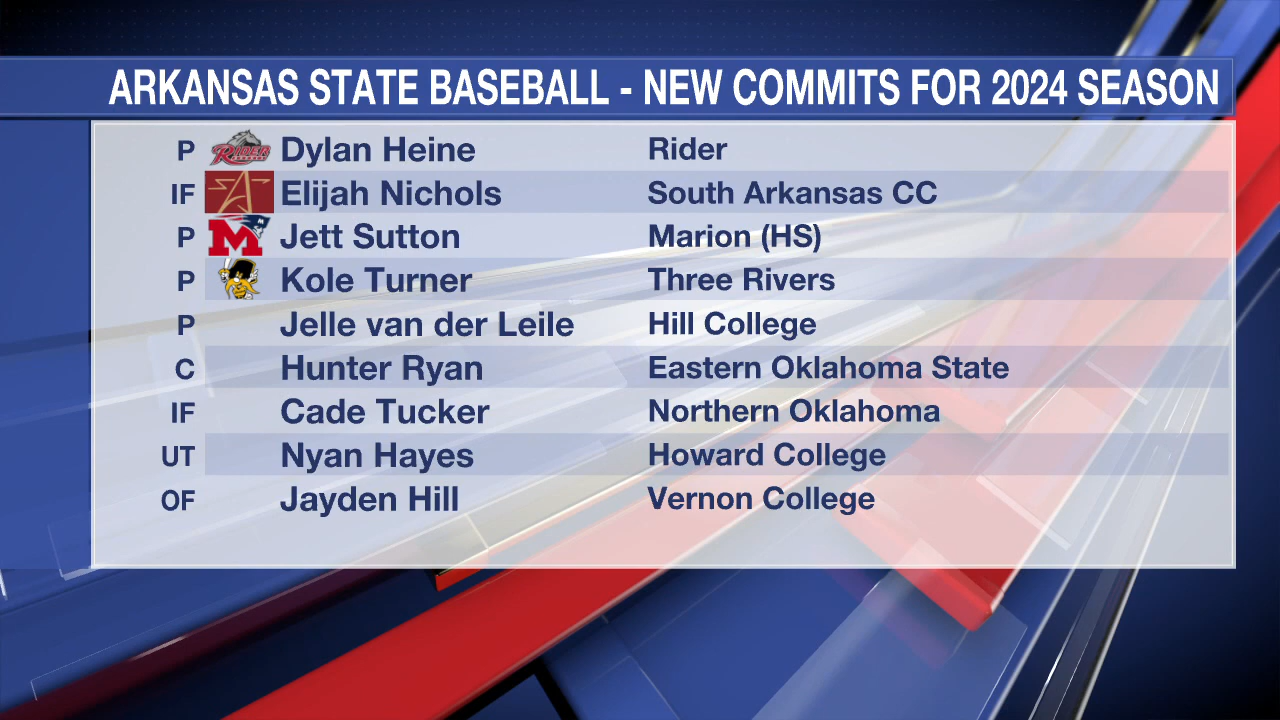 ARKANSAS STATE BASEBALL - NEW COMMITS FOR 2024 SEASON
P RIDER Dylan Heine Rider
IF SA Elijah Nichols South Arkansas CC
P M Jett Sutton Marion (HS)
P Kole Turner Three Rivers
P Jelle van der Leile Hill College
C Hunter Ryan Eastern Oklahoma State
IF Cade Tucker Northern Oklahoma
UT Nyan Hayes Howard College
OF Jayden Hill Vernon College